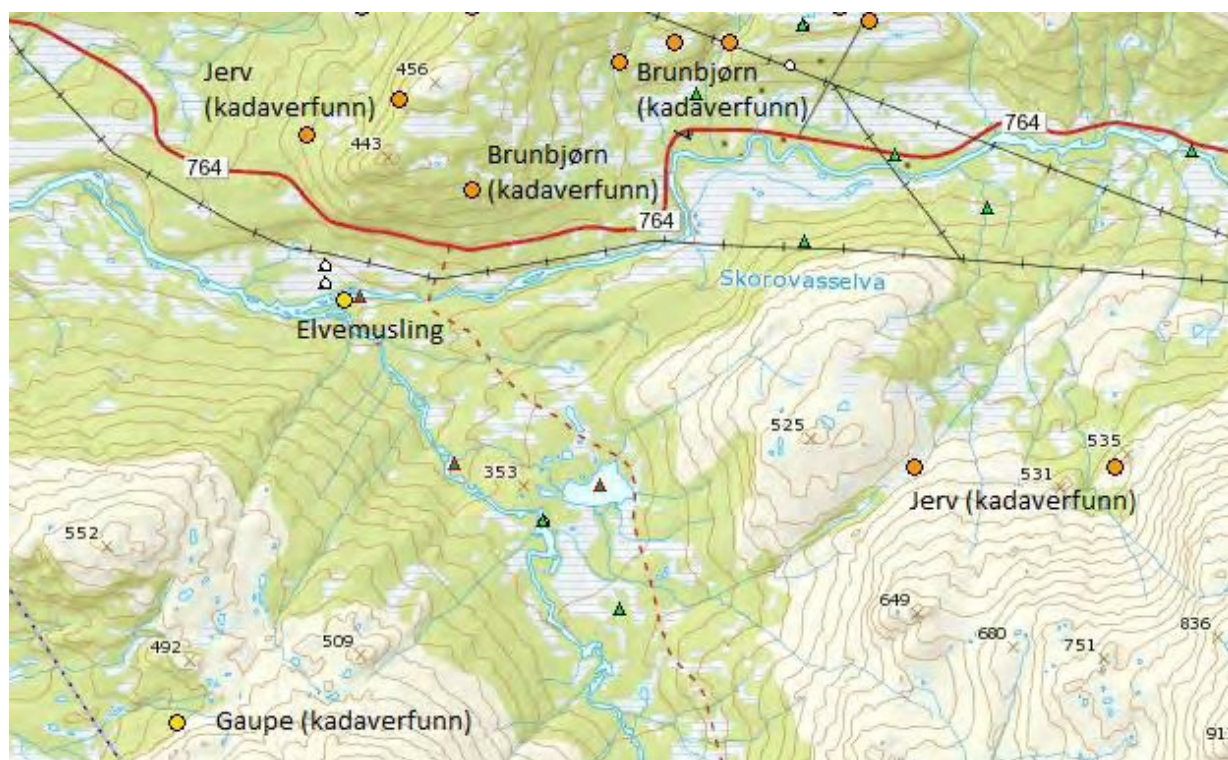 Jerv
(kadaverfunn)
456
Brunbjørn
(kadaverfunn)
764
443
764
Brunbjørn
(kadaverfunn)
764
Skorovasselva
Elvemusling
525
535
353
531
Jerv (kadaverfunn)
552
649
680
836
492
509
751
Gaupe (kadaverfunn)